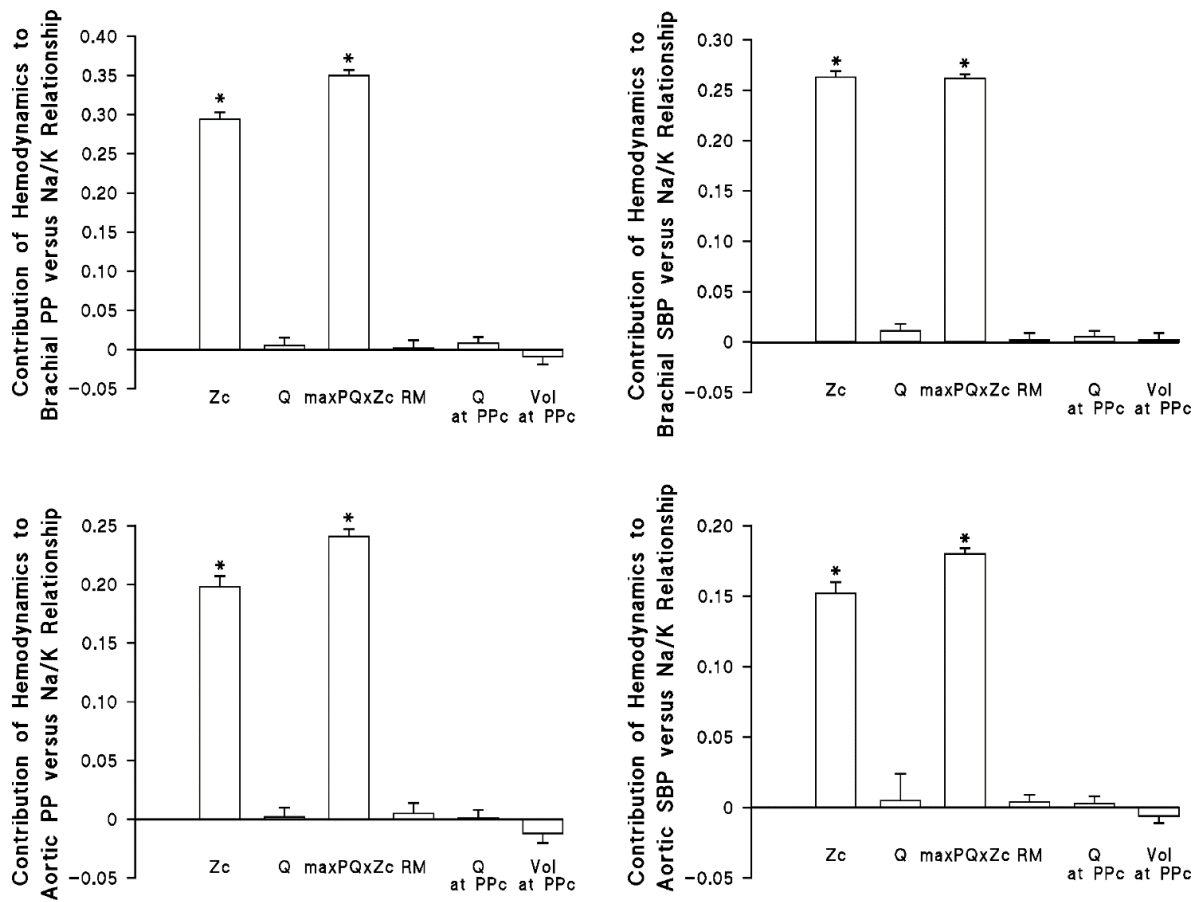 Contribution of Hemodynamics to
Brachial PP versus Na/K Relationship
0.40
0.35
0.30
0.25
0.20
0.15
0.10
0.05
0
−0.05
*
*
Zc Q maxPQxZc RM Q Vol
at PPc at PPc
Contribution of Hemodynamics to
Brachial SBP versus Na/K Relationship
0.30
0.25
0.20
0.15
0.10
0.05
0.00
−0.05
*
*
Zc Q maxPQxZc RM Q Vol
at PPc at PPc
Contribution of Hemodynamics to
Aortic PP versus Na/K Relationship
0.25
0.20
0.15
0.10
0.05
0
−0.05
*
*
Zc Q maxPQxZc RM Q Vol
at PPc at PPc
Contribution of Hemodynamics to
Aortic SBP versus Na/K Relationship
0.20
0.15
0.10
0.05
0
−0.05
*
*
Zc Q maxPQxZc RM Q Vol
at PPc at PPc